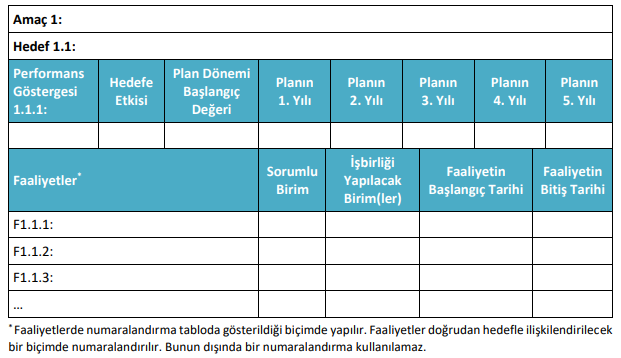 Amaç 1:
Hedef 1.1:
Performans Göstergesi 1.1.1:
Hedefe Etkisi
Plan Dönemi Başlangıç Değeri
Planın 1. Yılı
Planın 2. Yılı
Planın 3. Yılı
Planın 4. Yılı
Planın 5. Yılı
Faaliyetler*
Sorumlu Birim
İşbirliği Yapılacak Birim(ler)
Faaliyetin Başlangıç Tarihi
Faaliyetin Bitiş Tarihi
F1.1.1:
F1.1.2:
F1.1.3:
…
* Faaliyetlerde numaralandırma tabloda gösterildiği biçimde yapılır. Faaliyetler doğrudan hedefle ilişkilendirilecek
bir biçimde numaralandırılır. Bunun dışında bir numaralandırma kullanılamaz.